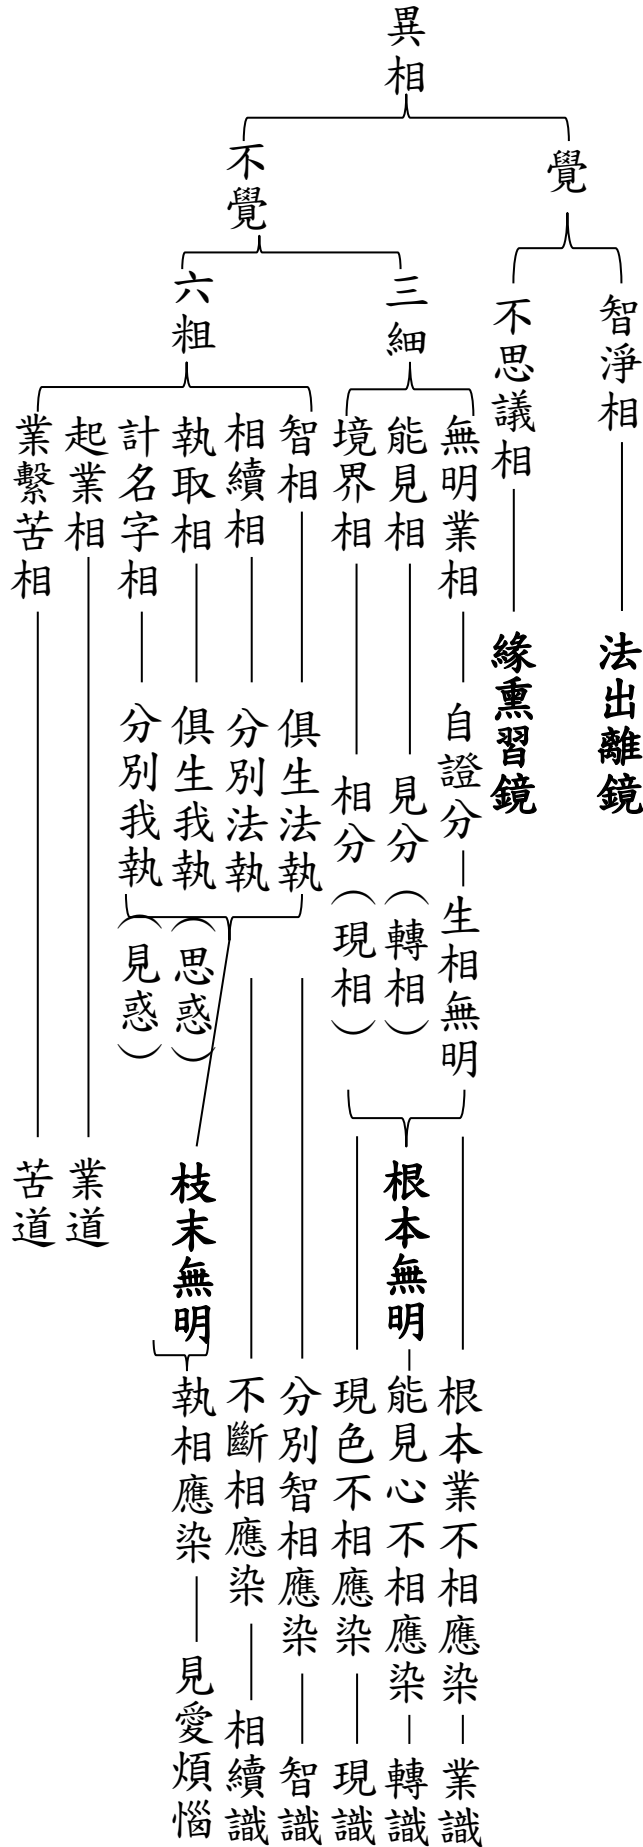 異相
覺
不覺
智淨相
不思議相
三細
六粗
法出離鏡
緣熏習鏡
無明業相
能見相
境界相
智相
相續相
執取相
計名字相
起業相
業繫苦相
自證分
生相無明
見分(轉相)
相分(現相)
俱生法執
分別法執
俱生我執(思惑)
分別我執(見惑)
根本無明
枝末無明
業道
苦道
根本業不相應染
能見心不相應染
現色不相應染
分別智相應染
不斷相應染
執相應染
業識
轉識
現識
智識
相續識
見愛煩惱